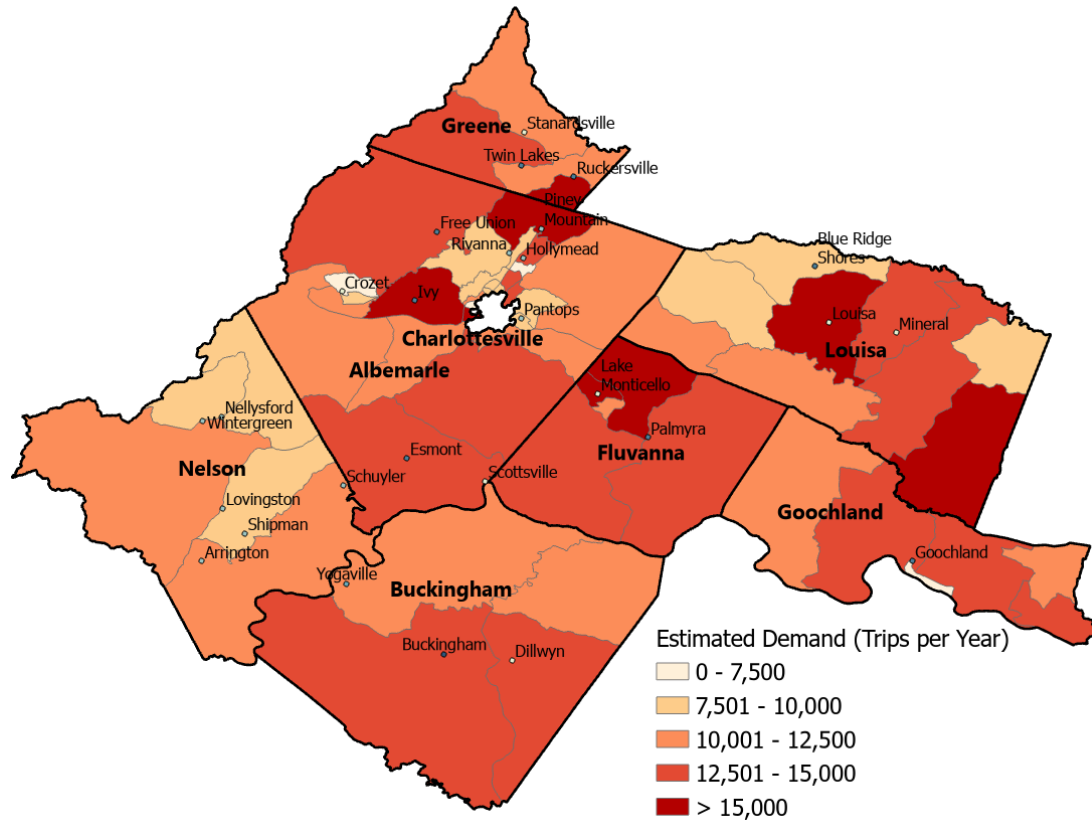 Stanardsville
Greene
Twin Lakes
Ruckersville
Piney
Mountain
Free Union
Rivanna
Hollymead
Blue Ridge
Shores
Crozet
Ivy
Pantops
Louisa
Mineral
Charlottesville
Louisa
Albemarle
Lake
Monticello
Nellysford
Wintergreen
Palmyra
Esmont
Fluvanna
Nelson
Schuyler
Scottsville
Lovingston
Goochland
Shipman
Arrington
Goochland
Yogaville
Buckingham
Buckingham
Dillwyn
Estimated Demand (Trips per Year)
0 - 7,500
7,501 - 10,000
10,001 - 12,500
12,501 - 15,000
> 15,000